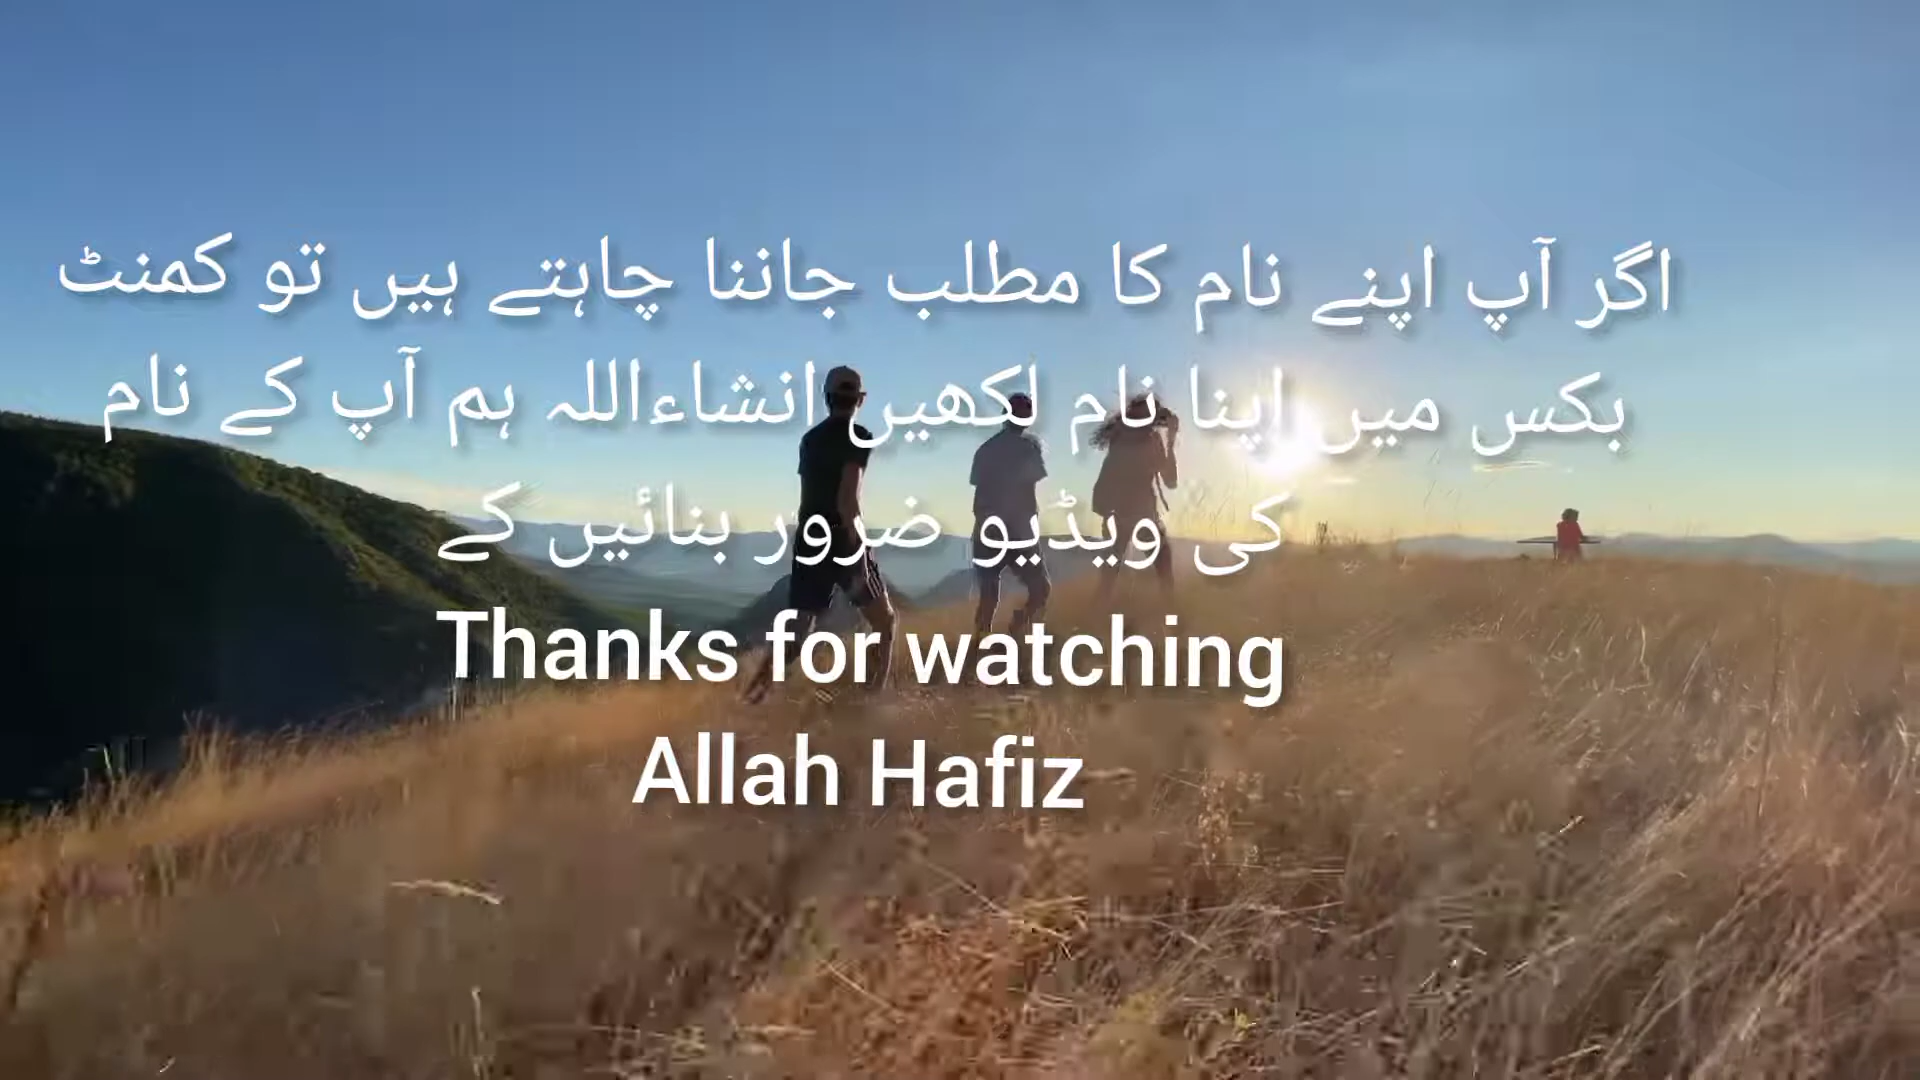 اگر آپ اپنے نام کا مطلب جاننا چاہتے ہیں تو کمنٹ
بکس میں اپنا نام لکھیں انشاءاللہ ہم آپ کے نام
کی ویڈیو ضرور بنائیں کے
Thanks for watching
Allah Hafiz